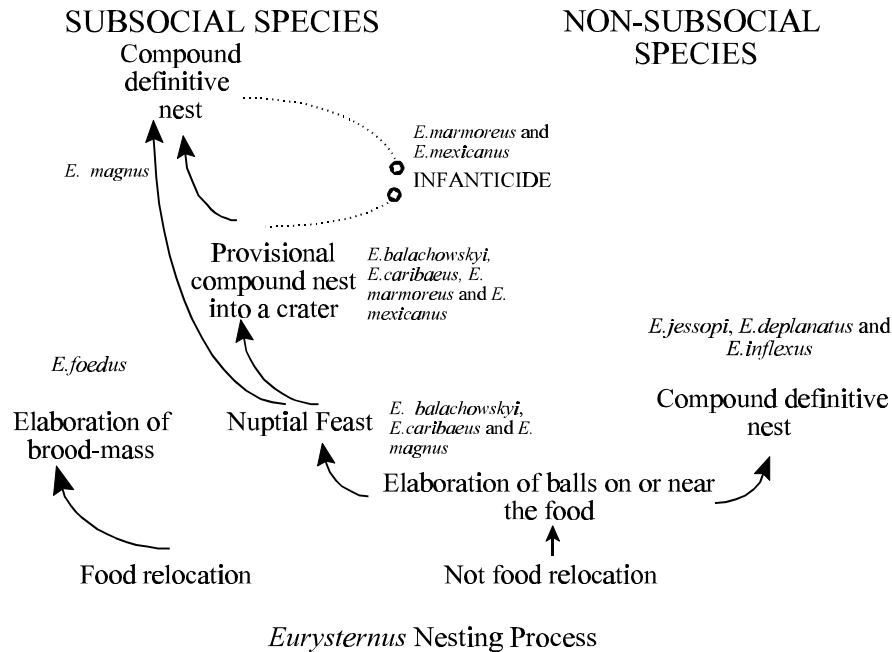 SUBSOCIAL SPECIES
NON-SUBSOCIAL
SPECIES
Compound
definitive
nest
E. magnus
E.marmoreus and
E.mexicanus
INFANTICIDE
Provisional
compound nest
into a crater
E.balachowskyi,
E.caribaeus, E.
marmoreus and E.
mexicanus
E.jessopi, E.deplanatus and
E.inflexus
E.foedus
Compound definitive
nest
Elaboration of
brood-mass
Nuptial Feast
E. balachowskyi,
E.caribaeus and E.
magnus
Elaboration of balls on or near
the food
Food relocation
Not food relocation
Eurysternus Nesting Process